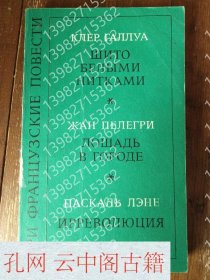 КЛЕР ГАЛЛУА
ШИТО
БЕЛЫМИ
НИТКАМИ
*
ЖАН ПЕЛЕГРИ
ЛОШАДЬ
В ГОРОДЕ
*
ПАСКАЛЬ ЛЭНЕ
ИРРЕВОЛЮЦИЯ
И ФРАНЦУЗСКИЕ ПОВЕСТИ
13982715362
孔网 云中阁古籍